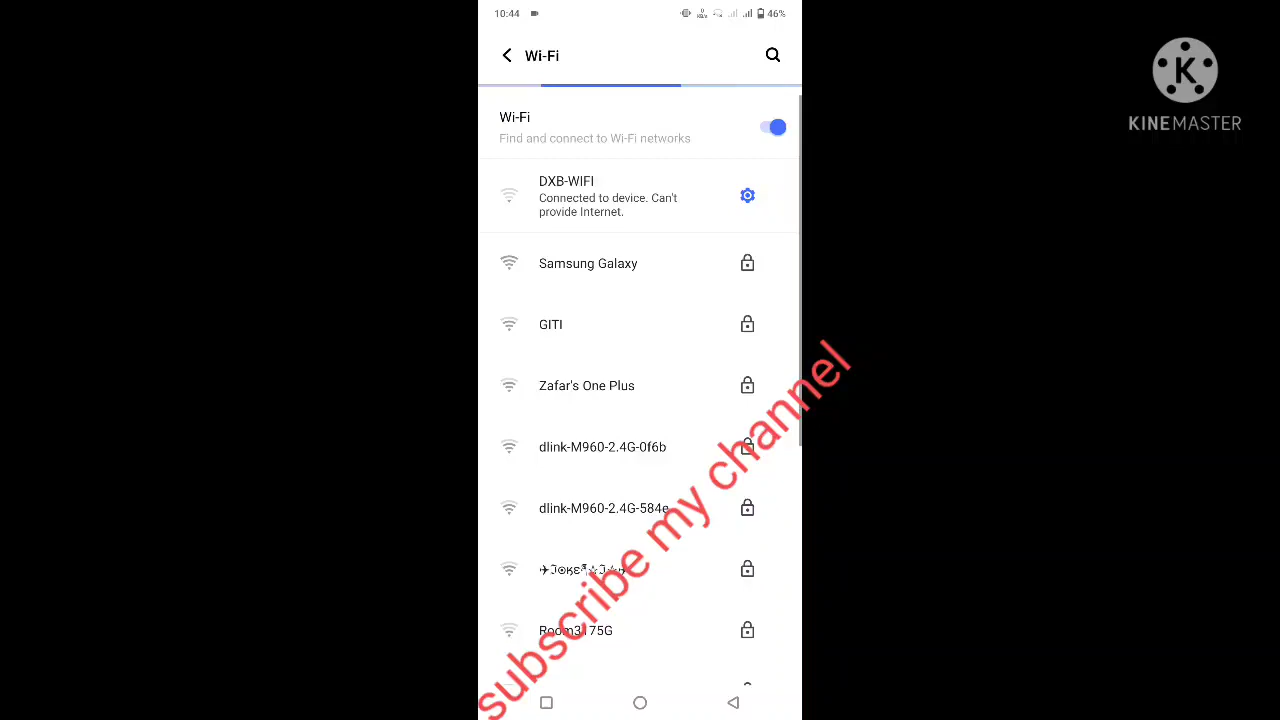 10:44
46%
Wi-Fi
Wi-Fi
Find and connect to Wi-Fi networks
DXB-WIFI
Connected to device. Can't
provide Internet.
Samsung Galaxy
GITI
Zafar's One Plus
dlink-M960-2.4G-0f6b
dlink-M960-2.4G-584e
Room3175G
subscribe my channel
K
KINEMASTER